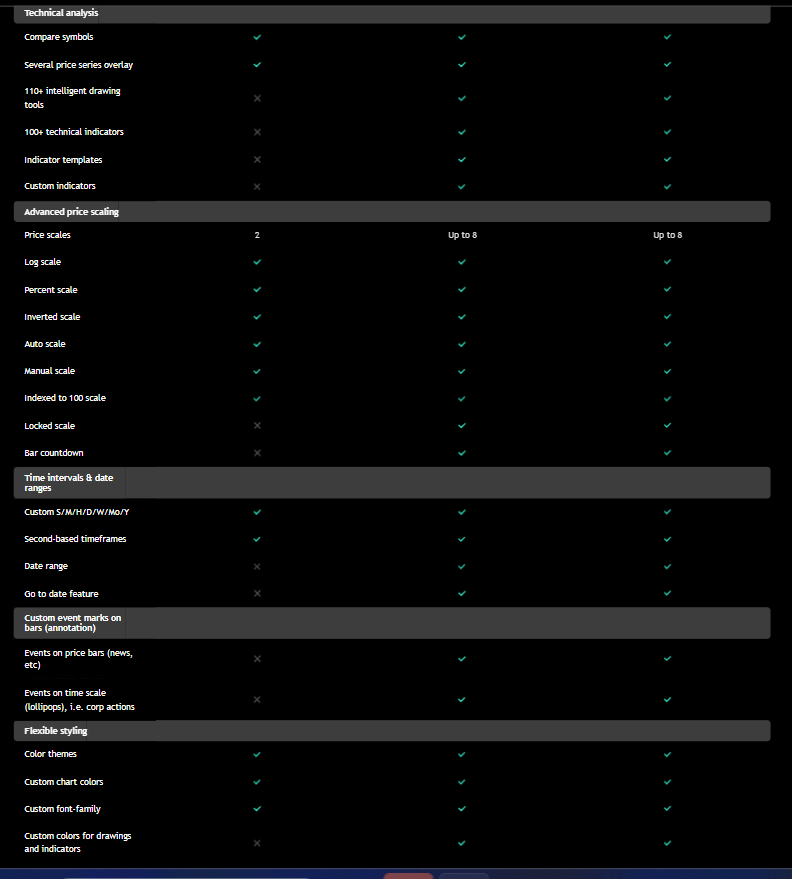 Technical analysis
Compare symbols
Several price series overlay
110+ intelligent drawing
tools
100+ technical indicators
Indicator templates
Custom indicators
Advanced price scaling
Price scales 2 Up to 8 Up to 8
Log scale
Percent scale
Inverted scale
Auto scale
Manual scale
Indexed to 100 scale
Locked scale
Bar countdown
Time intervals & date
ranges
Custom S/M/H/D/W/Mo/Y
Second-based timeframes
Date range
Go to date feature
Custom event marks on
bars (annotation)
Events on price bars (news,
etc)
Events on time scale
(lollipops), i.e. corp actions
Flexible styling
Color themes
Custom chart colors
Custom font-family
Custom colors for drawings
and indicators